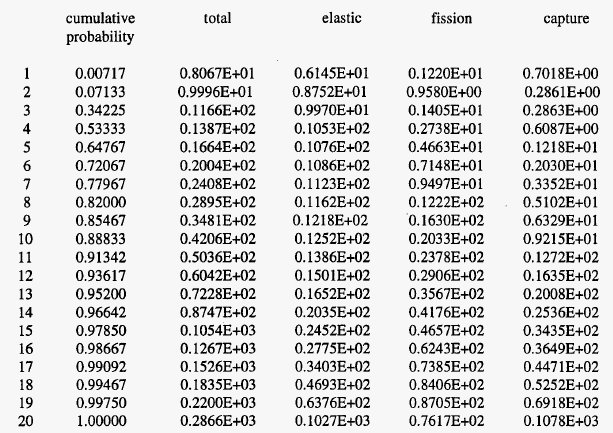 cumulative total elastic fission capture
probability
1 0.00717 0.8067E+01 0.6145E+01 0.1220E+01 0.7018E+00
2 0.07133 0.9996E+01 0.8752E+01 0.9580E+00 0.2861E+00
3 0.34225 0.1166E+02 0.9970E+01 0.1405E+01 0.2863E+00
4 0.53333 0.1387E+02 0.1053E+02 0.2738E+01 0.6087E+00
5 0.64767 0.1664E+02 0.1076E+02 0.4663E+01 0.1218E+01
6 0.72067 0.2004E+02 0.1086E+02 0.7148E+01 0.2030E+01
7 0.77967 0.2408E+02 0.1123E+02 0.9497E+01 0.3352E+01
8 0.82000 0.2895E+02 0.1162E+02 0.1222E+02 0.5102E+01
9 0.85467 0.3481E+02 0.1218E+02 0.1630E+02 0.6329E+01
10 0.88833 0.4206E+02 0.1252E+02 0.2033E+02 0.9215E+01
11 0.91342 0.5036E+02 0.1386E+02 0.2378E+02 0.1272E+02
12 0.93617 0.6042E+02 0.1501E+02 0.2906E+02 0.1635E+02
13 0.95200 0.7228E+02 0.1652E+02 0.3567E+02 0.2008E+02
14 0.96642 0.8747E+02 0.2035E+02 0.4176E+02 0.2536E+02
15 0.97850 0.1054E+03 0.2452E+02 0.4657E+02 0.3435E+02
16 0.98667 0.1267E+03 0.2775E+02 0.6243E+02 0.3649E+02
17 0.99092 0.1526E+03 0.3403E+02 0.7385E+02 0.4471E+02
18 0.99467 0.1835E+03 0.4693E+02 0.8406E+02 0.5252E+02
19 0.99750 0.2200E+03 0.6376E+02 0.8705E+02 0.6918E+02
20 1.00000 0.2866E+03 0.1027E+03 0.7617E+02 0.1078E+03